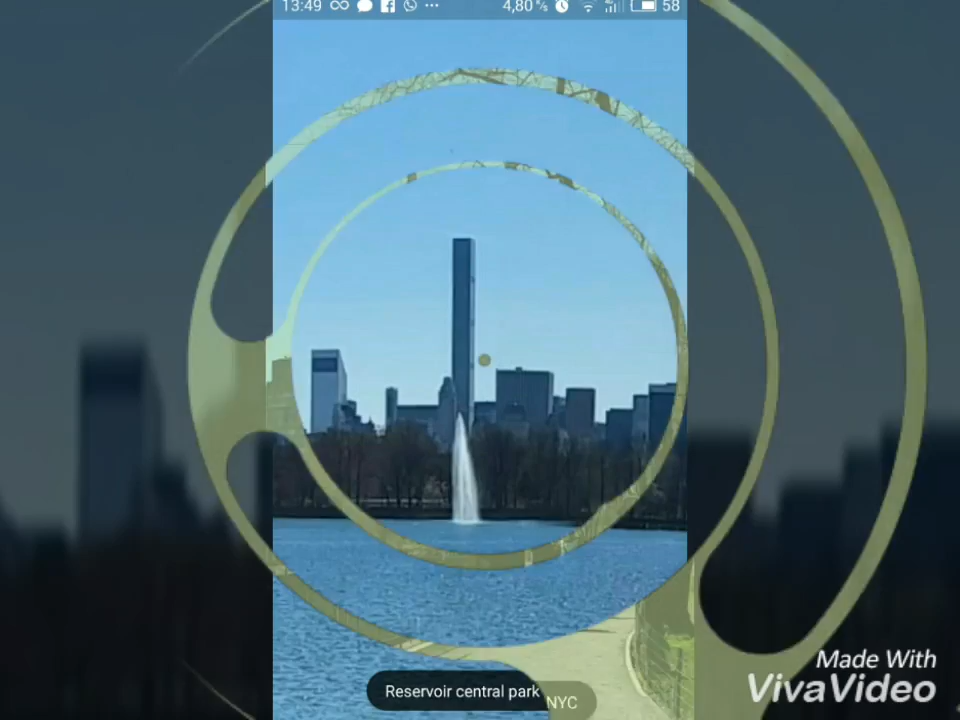 13:49
4,80 ᴷ/s
58
Reservoir central park
NYC
Made With
VivaVideo